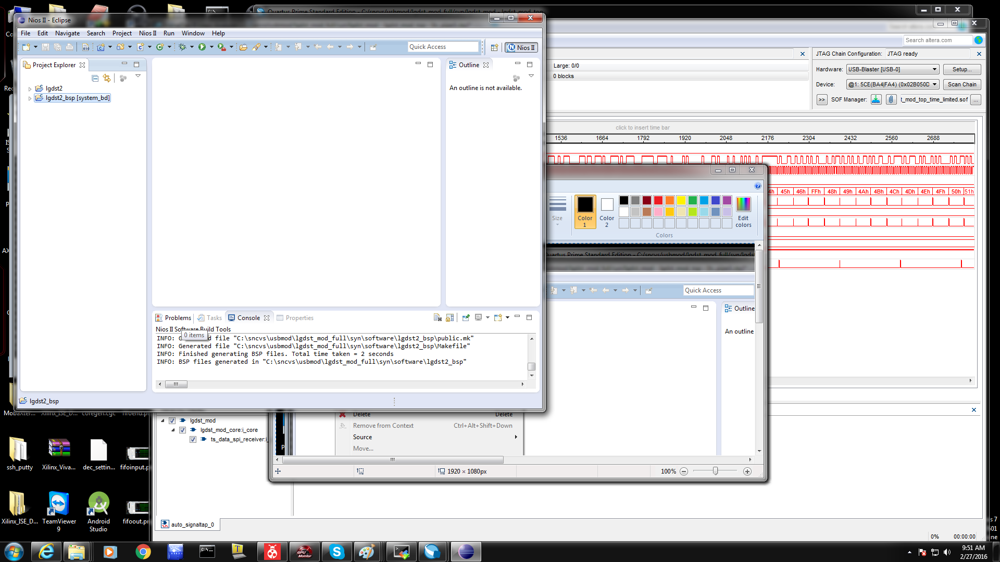 Quartus Prime Standard Edition - C:/sncvs/usbmod/lgdst_mod_full/syn/lgdst_mod - lgdst_mod_top
Nios II - Eclipse
File Edit Navigate Search Project Nios II Run Window Help
Quick Access
Nios II
Search altera.com
Project Explorer
lgdst2
lgdst2_bsp [system_bd]
Outline
An outline is not available.
Large: 0/0
0 blocks
JTAG Chain Configuration: JTAG ready
Hardware: USB-Blaster [USB-0] Setup...
Device: @1: 5CE(BA4|FA4) (0x02B050D Scan Chain
>> SOF Manager: t_mod_top_time_limited.sof ...
click to insert time bar
1536 1664 1792 1920 2048 2176 2304 2432 2560 2688
4h 45h 46h FFh 48h 49h 4Ah 4Bh 4Ch 4Dh 4Eh 4Fh 50h 51h
Size
Color 1
Color 2
Edit colors
Colors
Quartus Prime Standard Edition - C:/sncvs/usbmod/lgdst_mod_full/syn/lgds
Quick Access
Outline
An outline
Problems Tasks Console Properties
Nios II Software Build Tools
0 items
INFO: G d file "C:\sncvs\usbmod\lgdst_mod_full\syn\software\lgdst2_bsp\public.mk"
INFO: Generated file "C:\sncvs\usbmod\lgdst_mod_full\syn\software\lgdst2_bsp\Makefile"
INFO: Finished generating BSP files. Total time taken = 2 seconds
INFO: BSP files generated in "C:\sncvs\usbmod\lgdst_mod_full\syn\software\lgdst2_bsp"
lgdst2_bsp
MobaXter... Xilinx_ISE_D... coregen.cgc fifoend.pr
Delete Delete
Remove from Context Ctrl+Alt+Shift+Down
Source
Move...
1920 × 1080px
100%
lgdst_mod
lgdst_mod_core:i_core
ts_data_spi_receiver:i_
ssh_putty
Xilinx_Viva...
dec_settin...
fifoinput.p
Xilinx_ISE_D...
TeamViewer 9
Android Studio
fifoout.pr
auto_signaltap_0
0% 00:00:00
9:51 AM
2/27/2016